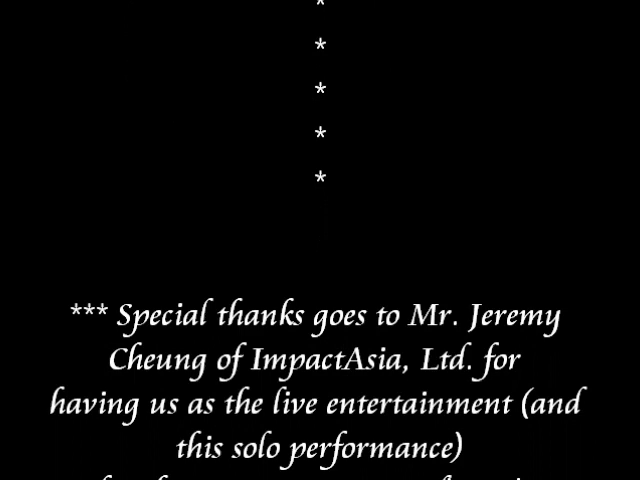 *
*
*
*
*
*** Special thanks goes to Mr. Jeremy
Cheung of ImpactAsia, Ltd. for
having us as the live entertainment (and
this solo performance)